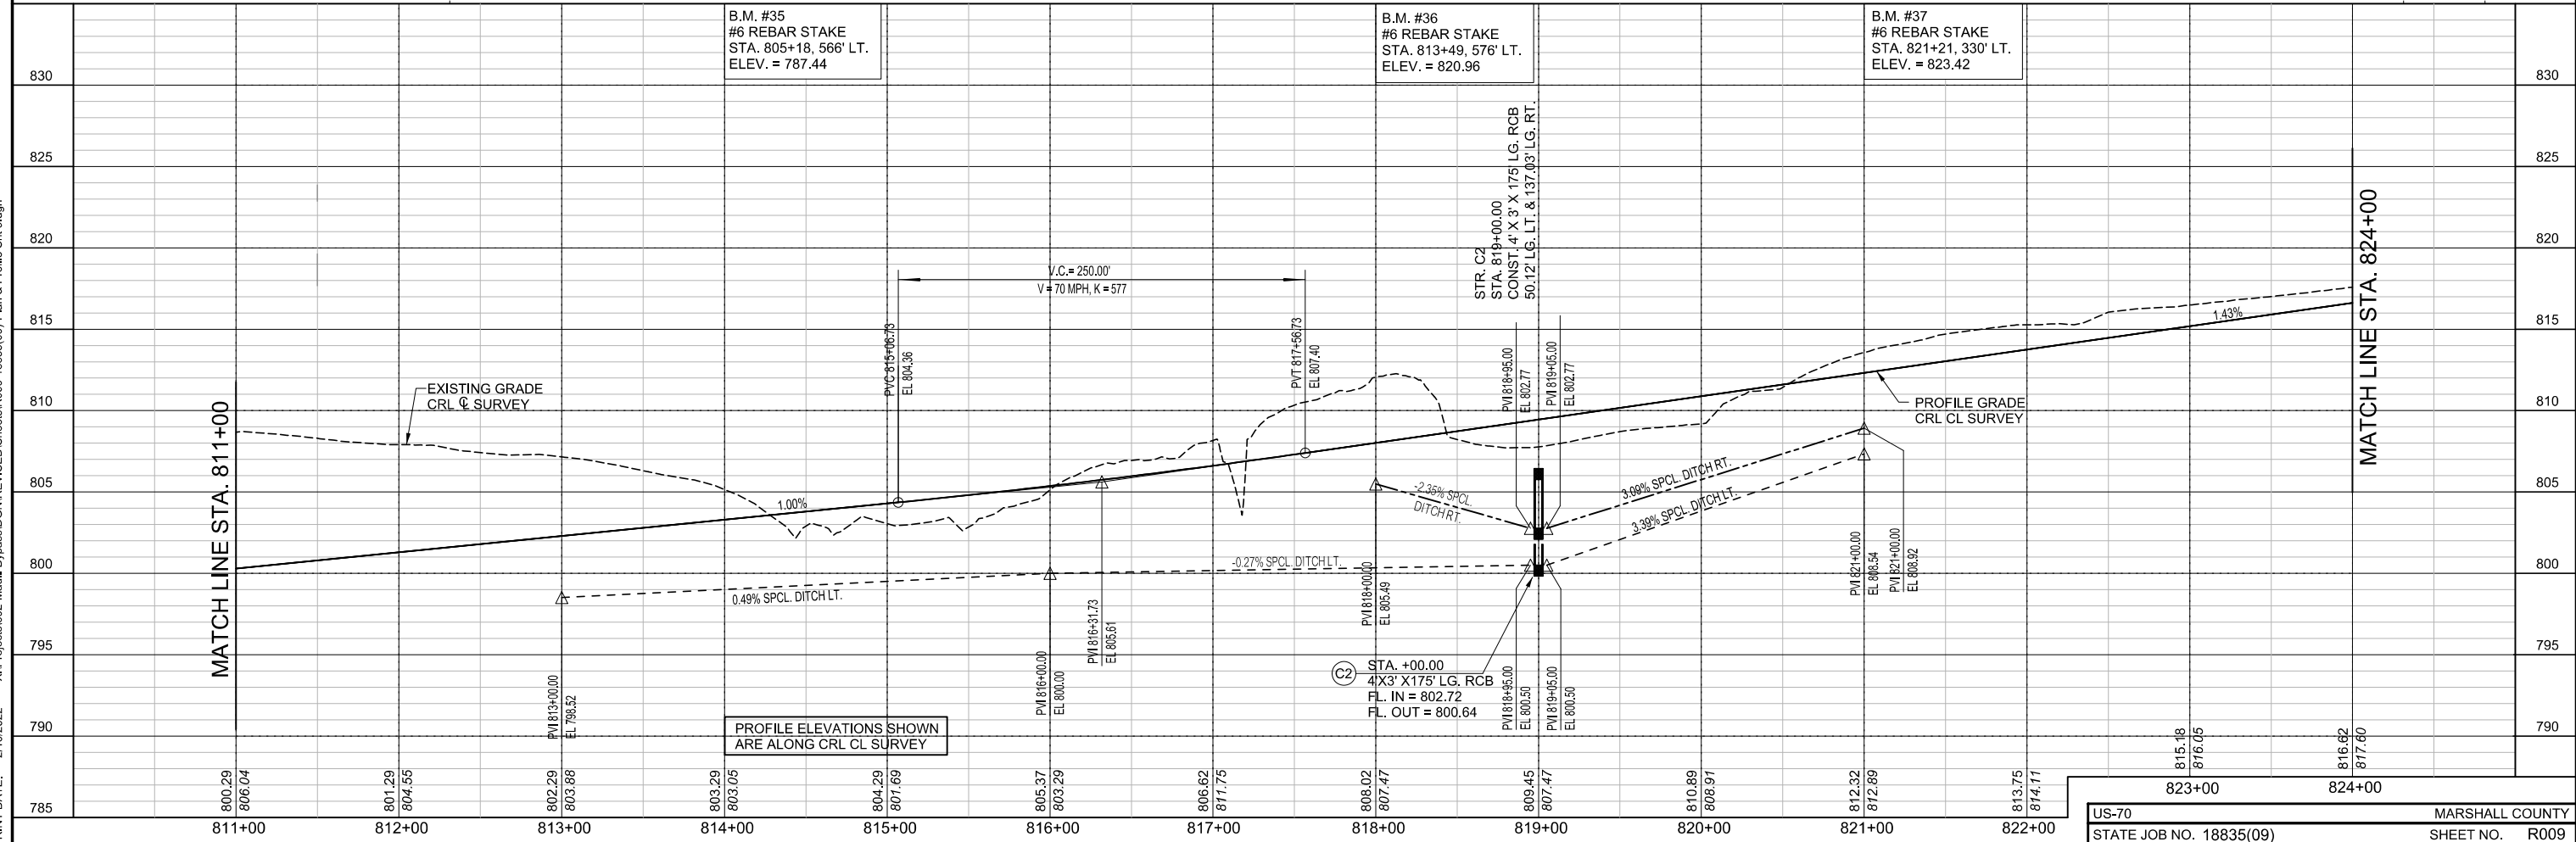 B.M. #35
#6 REBAR STAKE
STA. 805+18, 566' LT.
ELEV. = 787.44
B.M. #36
#6 REBAR STAKE
STA. 813+49, 576' LT.
ELEV. = 820.96
B.M. #37
#6 REBAR STAKE
STA. 821+21, 330' LT.
ELEV. = 823.42
830
830
825
825
820
820
815
815
810
810
805
805
800
800
795
795
790
790
785
MATCH LINE STA. 811+00
EXISTING GRADE
CRL ℄ SURVEY
1.00%
V.C.= 250.00'
V = 70 MPH, K = 577
PVC 815+06.73
EL 804.36
PVT 817+56.73
EL 807.40
STR. C2
STA. 819+00.00
CONST. 4' X 3' X 175' LG. RCB
50.12' LG. LT. & 137.03' LG. RT.
PVI 818+95.00
EL 802.77
PVI 819+05.00
EL 802.77
1.43%
PROFILE GRADE
CRL CL SURVEY
MATCH LINE STA. 824+00
-2.35% SPCL.
DITCH RT.
3.09% SPCL. DITCH RT.
3.39% SPCL. DITCH LT.
-0.27% SPCL. DITCH LT.
0.49% SPCL. DITCH LT.
PVI 813+00.00
EL 798.52
PVI 816+00.00
EL 800.00
PVI 816+31.73
EL 805.61
PVI 818+00.00
EL 805.49
C2
STA. +00.00
4'X3' X175' LG. RCB
FL. IN = 802.72
FL. OUT = 800.64
PVI 818+95.00
EL 800.50
PVI 819+05.00
EL 800.50
PVI 821+00.00
EL 808.54
PVI 821+00.00
EL 808.92
PROFILE ELEVATIONS SHOWN
ARE ALONG CRL CL SURVEY
800.29
806.04
801.29
804.55
802.29
803.88
803.29
803.05
804.29
801.69
805.37
803.29
806.62
811.75
808.02
807.47
809.45
807.47
810.89
808.91
812.32
812.89
813.75
814.11
815.18
816.05
816.62
817.60
811+00
812+00
813+00
814+00
815+00
816+00
817+00
818+00
819+00
820+00
821+00
822+00
823+00
824+00
US-70
MARSHALL COUNTY
STATE JOB NO. 18835(09)
SHEET NO. R009